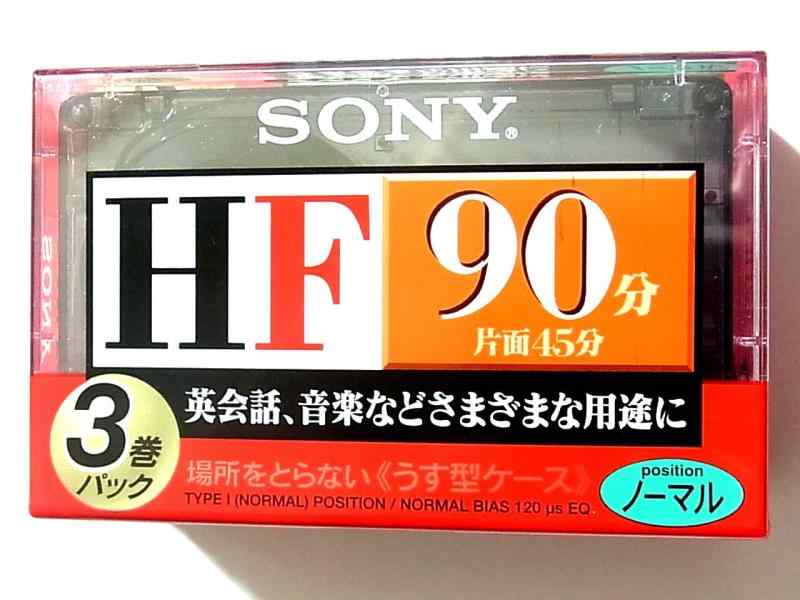 SONY®
HF
90分
片面45分
英会話、音楽などさまざまな用途に
3巻
パック
場所をとらない《うす型ケース》
TYPE I (NORMAL) POSITION / NORMAL BIAS 120 µs EQ.
position
ノーマル
SONY